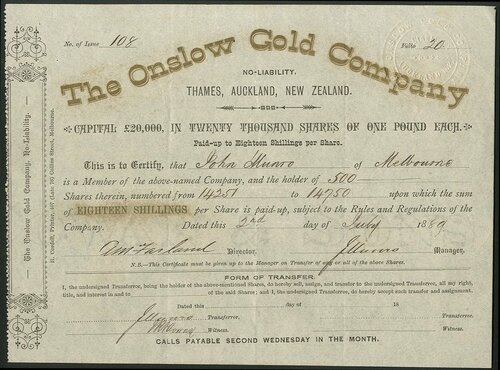 No. of Issue 108
Folio 20
The Onslow Gold Company
NO-LIABILITY.
THAMES, AUCKLAND, NEW ZEALAND.
CAPITAL £20,000, IN TWENTY THOUSAND SHARES OF ONE POUND EACH.
Paid-up to Eighteen Shillings per Share.
This is to Certify, that John Munro of Melbourne
is a Member of the above-named Company, and the holder of 500
Shares therein, numbered from 14251 to 14750 upon which the sum
of EIGHTEEN SHILLINGS per Share is paid-up, subject to the Rules and Regulations of the
Company. Dated this 2nd day of July 1889
Director. Manager.
N.B.—This Certificate must be given up to the Manager on Transfer of any or all of the above Shares.
FORM OF TRANSFER.
I, the undersigned Transferror, being the holder of the above-mentioned Shares, do hereby sell, assign, and transfer to the undersigned Transferree, all my right,
title, and interest in and to of the said Shares; and I, the undersigned Transferree, do hereby accept the transfer and assignment.
Dated this day of 18
Transferror. Transferree.
Witness. Witness.
CALLS PAYABLE SECOND WEDNESDAY IN THE MONTH.
The Onslow Gold Company, No-Liability.